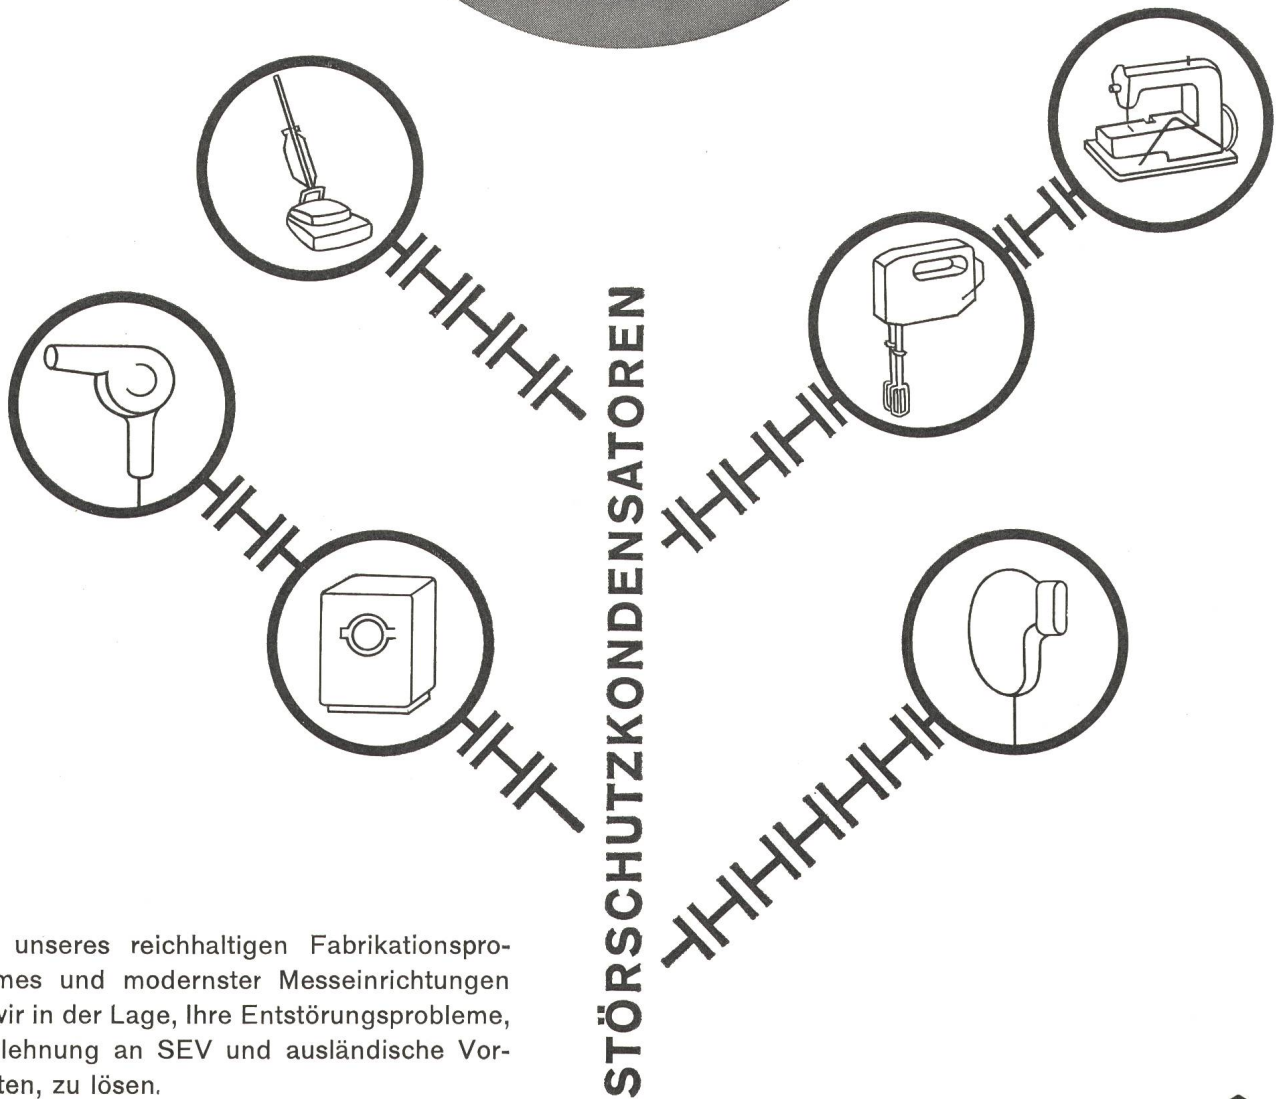 STÖRSCHUTZKONDENSATOREN
unseres reichhaltigen Fabrikationspro-
mes und modernster Messeinrichtungen
wir in der Lage, Ihre Entstörungsprobleme,
lehnung an SEV und ausländische Vor-
ten, zu lösen.